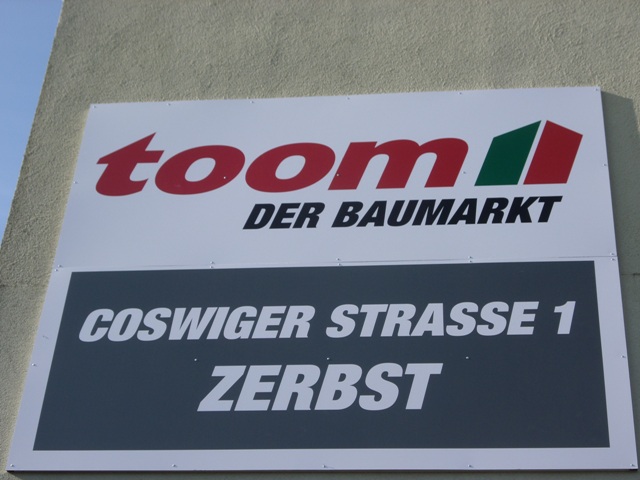 toom
DER BAUMARKT
COSWIGER STRASSE 1
ZERBST